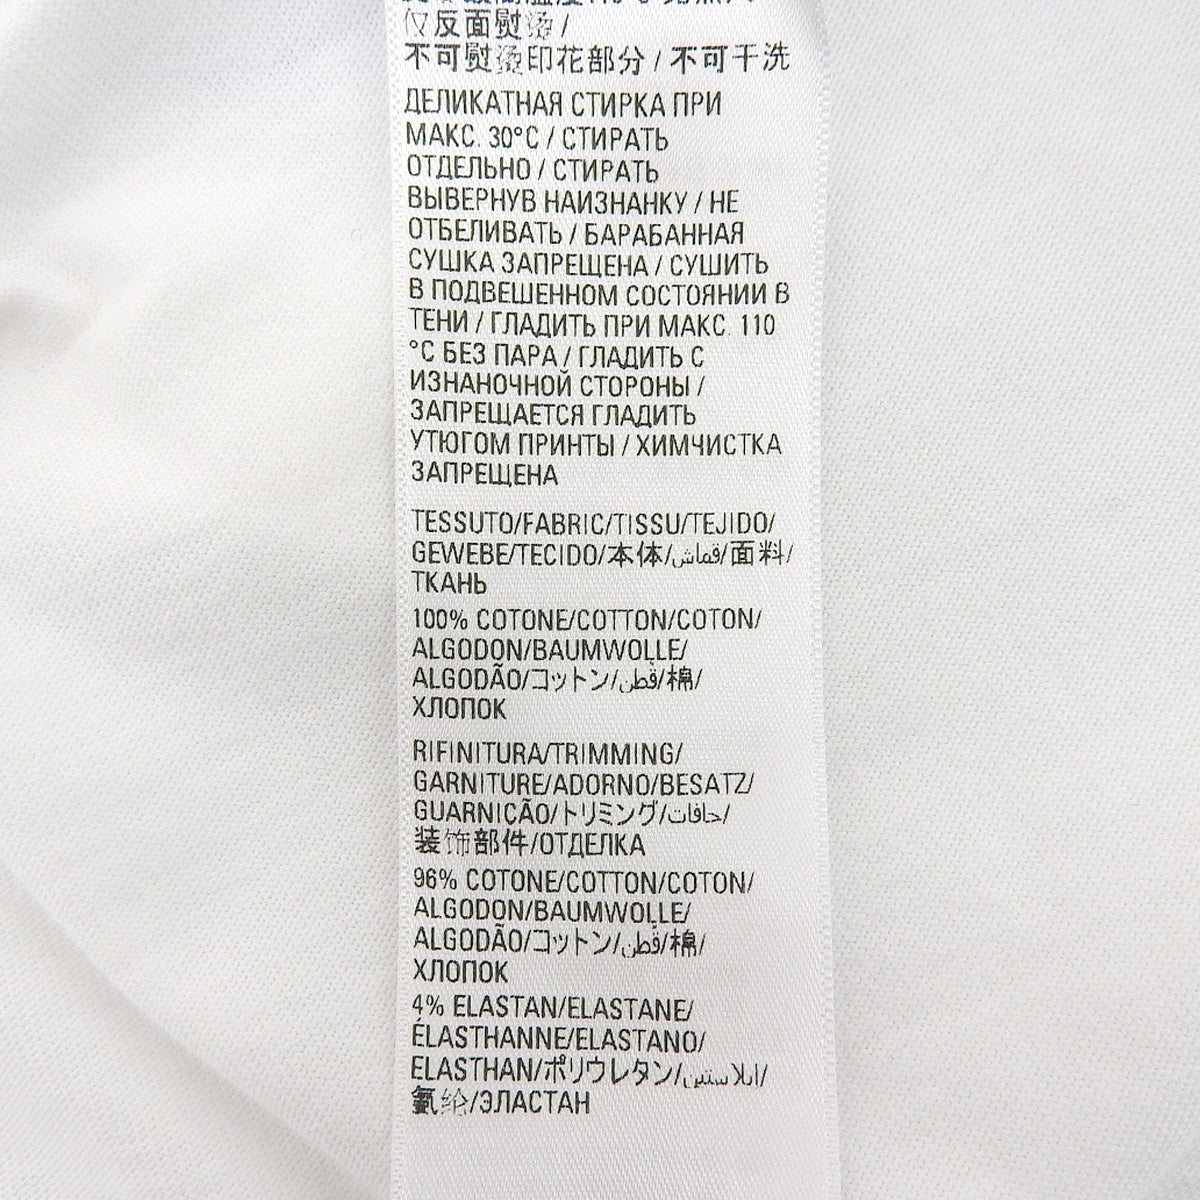 仅反面熨烫/
不可熨烫印花部分/不可干洗
ДЕЛИКАТНАЯ СТИРКА ПРИ
МАКС. 30°C / СТИРАТЬ
ОТДЕЛЬНО / СТИРАТЬ
ВЫВЕРНУВ НАИЗНАНКУ / НЕ
ОТБЕЛИВАТЬ / БАРАБАННАЯ
СУШКА ЗАПРЕЩЕНА / СУШИТЬ
В ПОДВЕШЕННОМ СОСТОЯНИИ В
ТЕНИ / ГЛАДИТЬ ПРИ МАКС. 110
°C БЕЗ ПАРА / ГЛАДИТЬ С
ИЗНАНОЧНОЙ СТОРОНЫ /
ЗАПРЕЩАЕТСЯ ГЛАДИТЬ
УТЮГОМ ПРИНТЫ / ХИМЧИСТКА
ЗАПРЕЩЕНА
TESSUTO/FABRIC/TISSU/TEJIDO/
GEWEBE/TECIDO/本体/قماش/面料/
ТКАНЬ
100% COTONE/COTTON/COTON/
ALGODON/BAUMWOLLE/
ALGODÃO/コットン/قطن/棉/
ХЛОПОК
RIFINITURA/TRIMMING/
GARNITURE/ADORNO/BESATZ/
GUARNICÃO/トリミング/حافات/
装饰部件/ОТДЕЛКА
96% COTONE/COTTON/COTON/
ALGODON/BAUMWOLLE/
ALGODÃO/コットン/قطن/棉/
ХЛОПОК
4% ELASTAN/ELASTANE/
ÉLASTHANNE/ELASTANO/
ELASTHAN/ポリウレタン/ايلاستين/
氨纶/ЭЛАСТАН